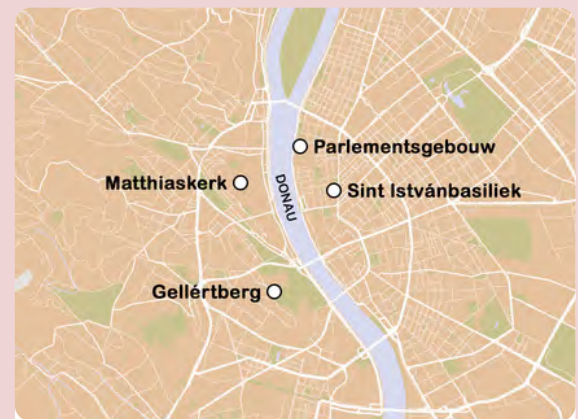 Parlementsgebouw
Matthiaskerk
DONAU
Sint Istvánbasiliek
Gellértberg